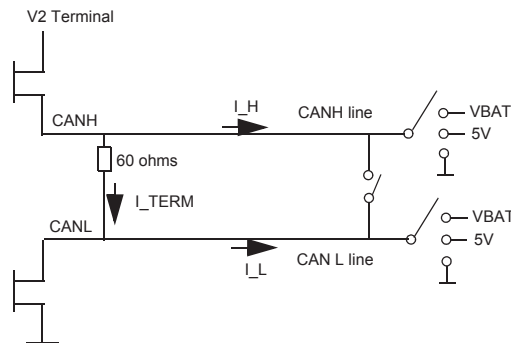 V2 Terminal
I_H
CANH line
VBAT
CANH
5V
60 ohms
I_TERM
CANL
VBAT
5V
I_L
CAN L line